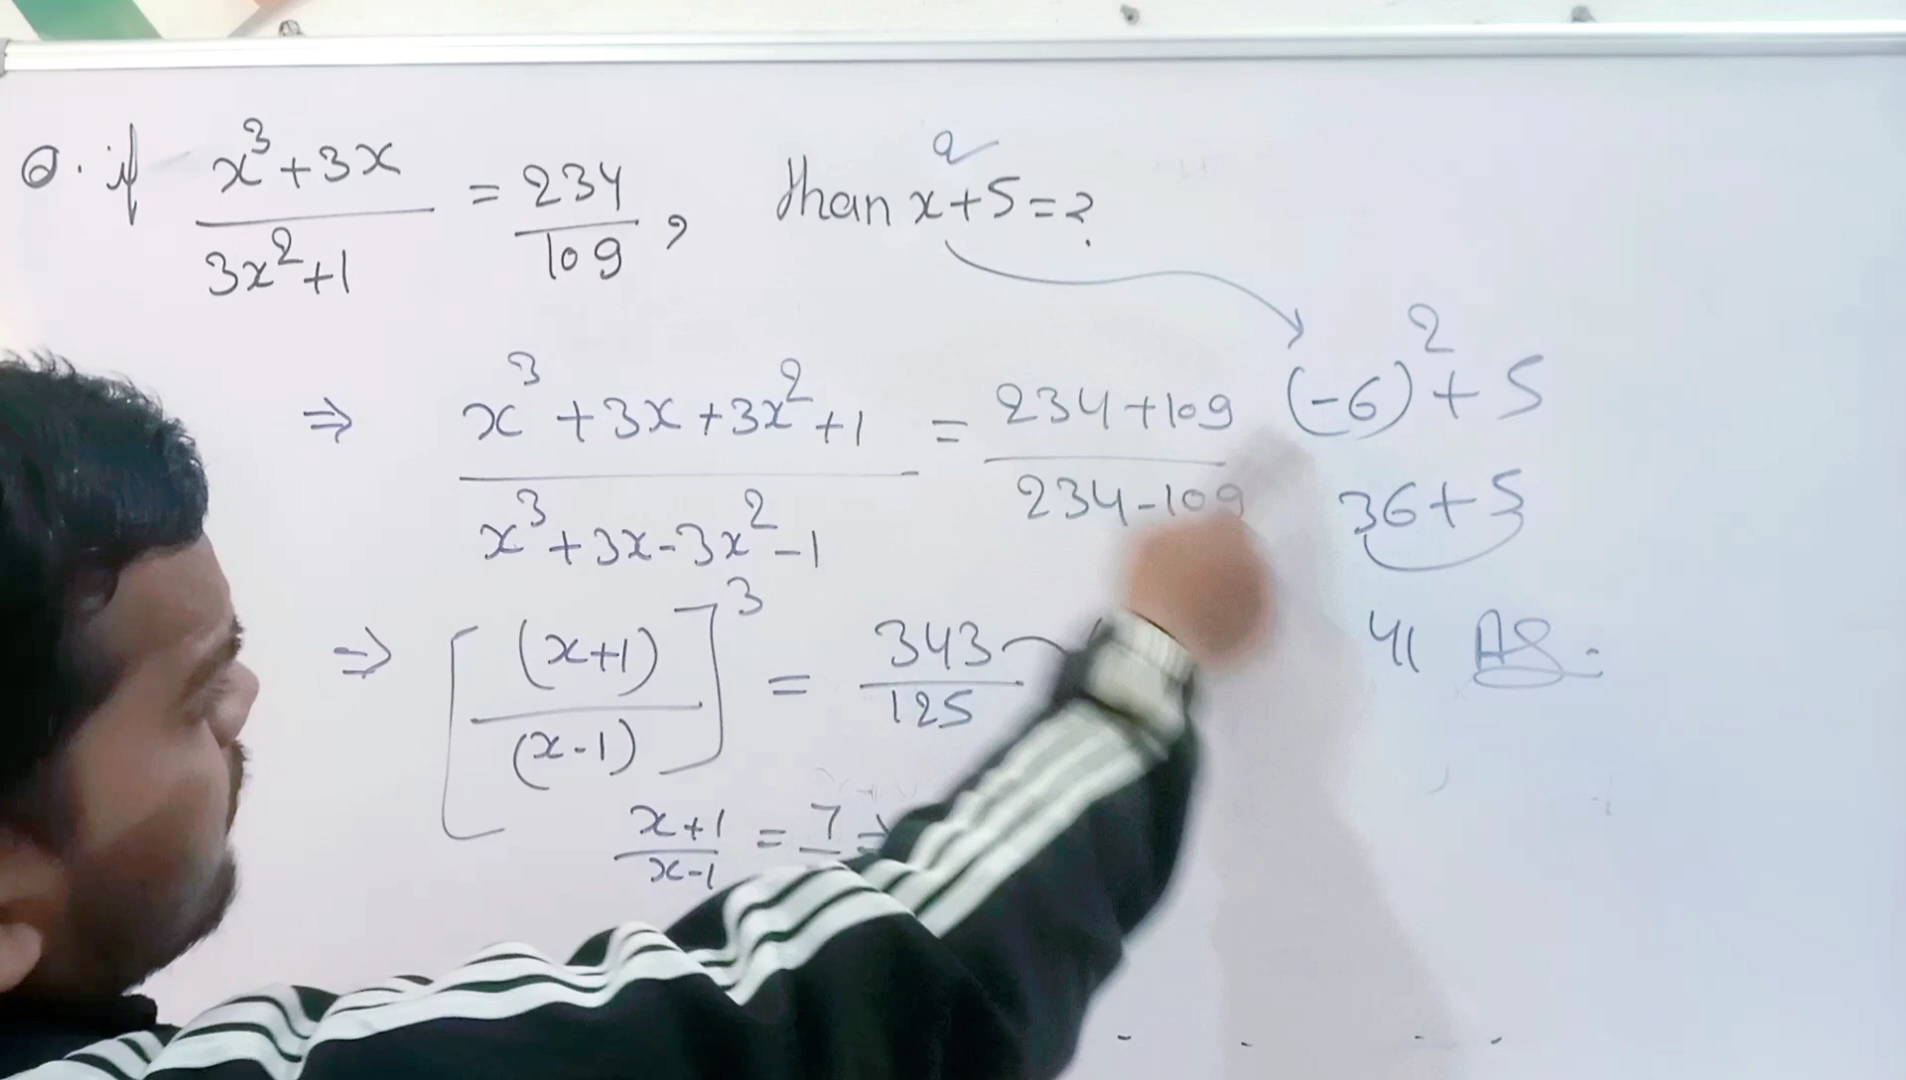 Q. if x³+3x / 3x²+1 = 234 / 109, than x²+5=?
⇒ x³+3x+3x²+1 / x³+3x-3x²-1 = 234+109 / 234-109
⇒ [(x+1) / (x-1)]³ = 343 / 125
x+1 / x-1 = 7 ⇒
(-6)²+5
36+5
41 As.